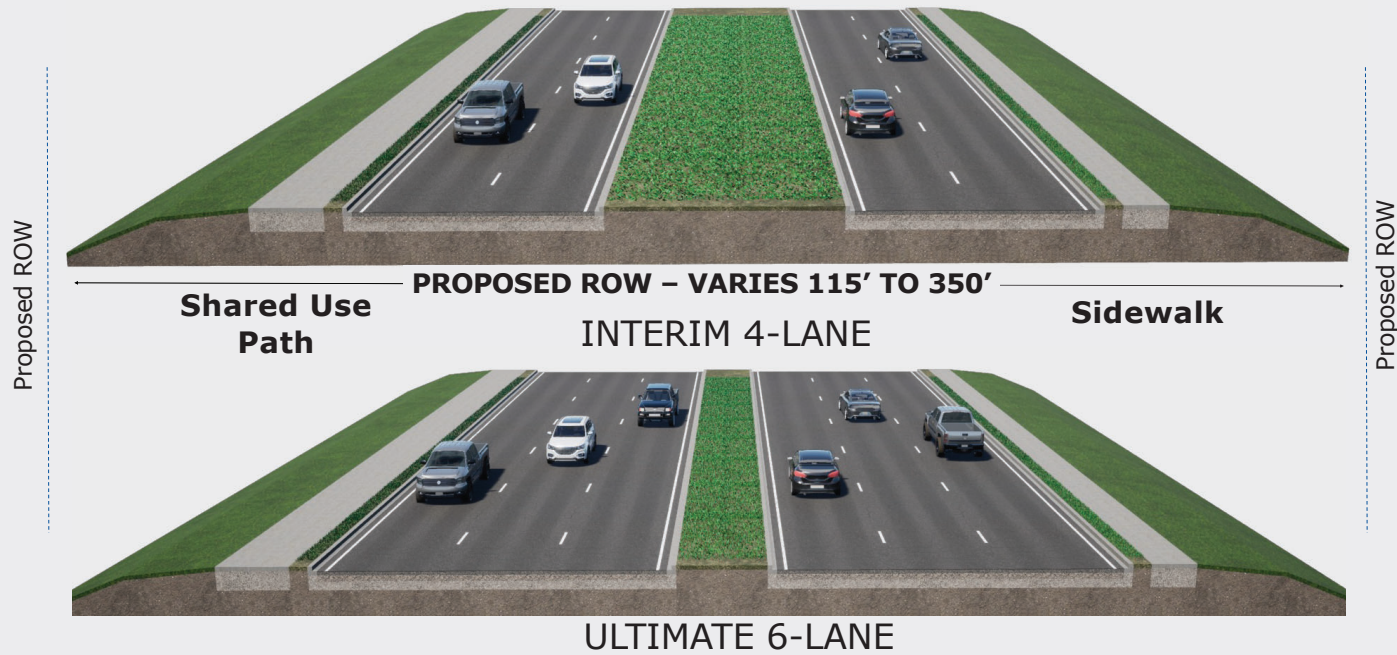 PROPOSED ROW – VARIES 115’ TO 350’
Shared Use
Path
Sidewalk
INTERIM 4-LANE
Proposed ROW
Proposed ROW
ULTIMATE 6-LANE